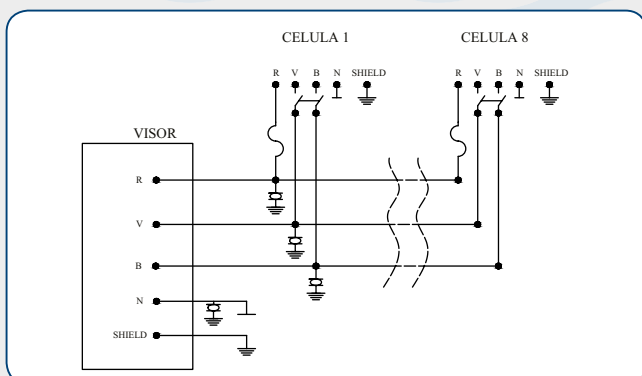 CELULA 1
CELULA 8
R V B N SHIELD
R V B N SHIELD
VISOR
R
V
B
N
SHIELD